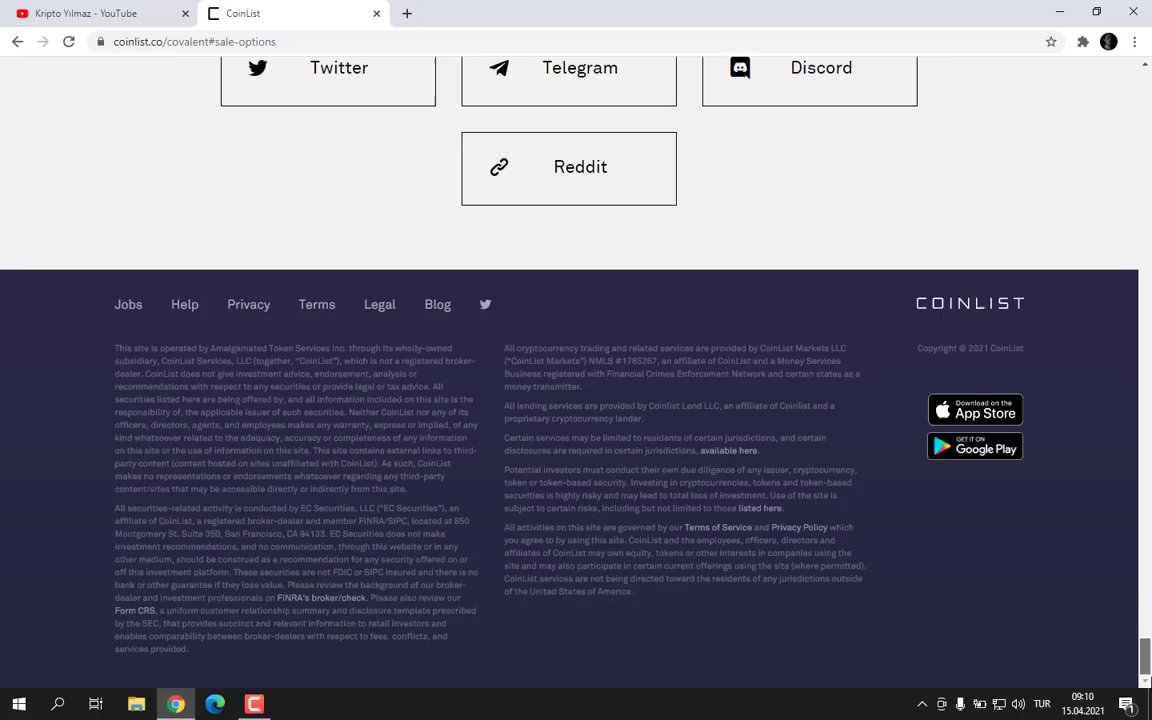 Kripto Yılmaz - YouTube
CoinList
coinlist.co/covalent#sale-options
Twitter
Telegram
Discord
Reddit
Jobs
Help
Privacy
Terms
Legal
Blog
COINLIST
This site is operated by Amalgamated Token Services Inc. through its wholly-owned
subsidiary, CoinList Services, LLC (together, “CoinList”), which is not a registered broker-
dealer. CoinList does not give investment advice, endorsement, analysis or
recommendations with respect to any securities or provide legal or tax advice. All
securities listed here are being offered by, and all information included on this site is the
responsibility of, the applicable issuer of such securities. Neither CoinList nor any of its
officers, directors, agents, and employees makes any warranty, express or implied, of any
kind whatsoever related to the adequacy, accuracy or completeness of any information
on this site or the use of information on this site. This site contains external links to third-
party content (content hosted on sites unaffiliated with CoinList). As such, CoinList
makes no representations or endorsements whatsoever regarding any third-party
content/sites that may be accessible directly or indirectly from this site.
All securities-related activity is conducted by EC Securities, LLC (“EC Securities”), an
affiliate of CoinList, a registered broker-dealer and member FINRA/SIPC, located at 850
Montgomery St. Suite 350, San Francisco, CA 94133. EC Securities does not make
investment recommendations, and no communication, through this website or in any
other medium, should be construed as a recommendation for any security offered on or
off this investment platform. These securities are not FDIC or SIPC insured and there is no
bank or other guarantee if they lose value. Please review the background of our broker-
dealer and investment professionals on FINRA's broker/check. Please also review our
Form CRS, a uniform customer relationship summary and disclosure template prescribed
by the SEC, that provides succinct and relevant information to retail investors and
enables comparability between broker-dealers with respect to fees, conflicts, and
services provided.
All cryptocurrency trading and related services are provided by CoinList Markets LLC
(“CoinList Markets”) NMLS #1765267, an affiliate of CoinList and a Money Services
Business registered with Financial Crimes Enforcement Network and certain states as a
money transmitter.
All lending services are provided by Coinlist Lend LLC, an affiliate of Coinlist and a
proprietary cryptocurrency lender.
Certain services may be limited to residents of certain jurisdictions, and certain
disclosures are required in certain jurisdictions, available here.
Potential investors must conduct their own due diligence of any issuer, cryptocurrency,
token or token-based security. Investing in cryptocurrencies, tokens and token-based
securities is highly risky and may lead to total loss of investment. Use of the site is
subject to certain risks, including but not limited to those listed here.
All activities on this site are governed by our Terms of Service and Privacy Policy which
you agree to by using this site. CoinList and the employees, officers, directors and
affiliates of CoinList may own equity, tokens or other interests in companies using the
site and may also participate in certain current offerings using the site (where permitted).
CoinList services are not being directed toward the residents of any jurisdictions outside
of the United States of America.
Copyright © 2021 CoinList
Download on the
App Store
GET IT ON
Google Play
TUR
09:10
15.04.2021
1